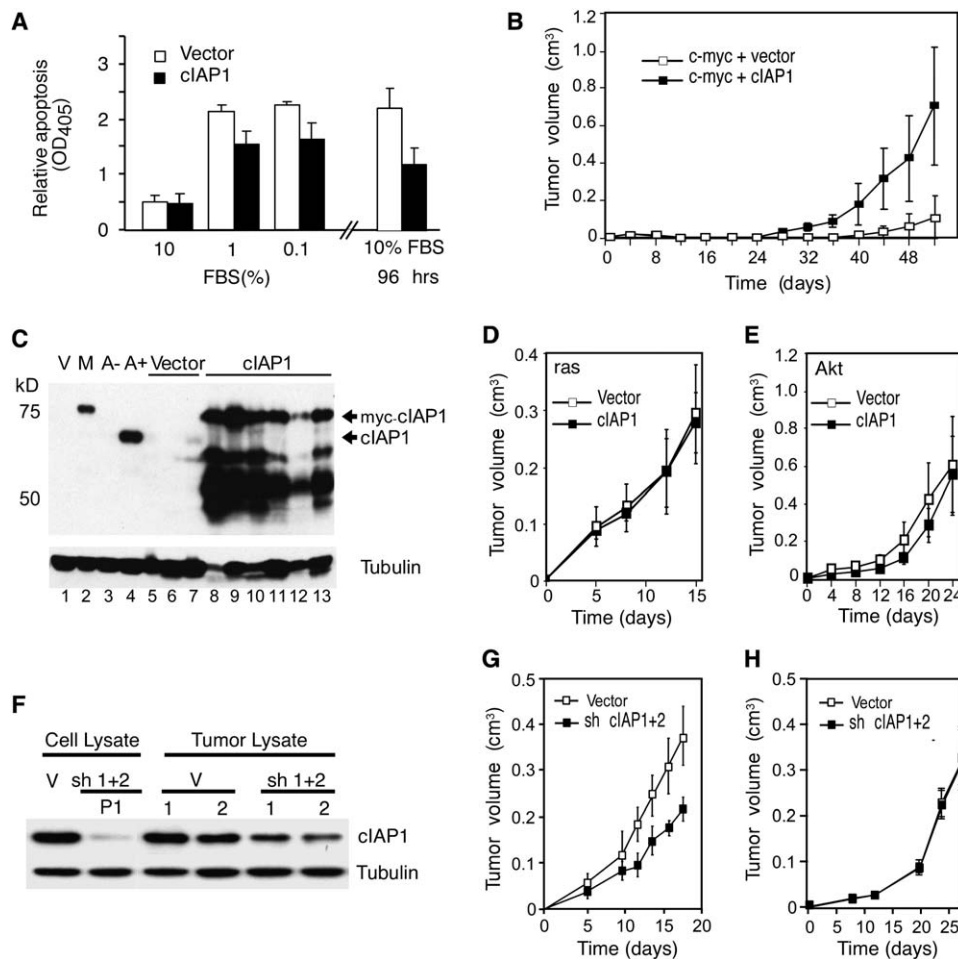 A
Vector
cIAP1
Relative apoptosis
(OD405)
3
2
1
0
10
1
0.1
10% FBS
FBS(%)
96 hrs
B
c-myc + vector
c-myc + cIAP1
Tumor volume (cm3)
1.2
1.0
0.8
0.6
0.4
0.2
0
0 4 8 16 24 32 40 48
Time (days)
C
V M A- A+ Vector cIAP1
kD
75
50
myc-cIAP1
cIAP1
Tubulin
1 2 3 4 5 6 7 8 9 10 11 12 13
D
ras
Vector
cIAP1
Tumor volume (cm3)
0.4
0.3
0.2
0.1
0
0 5 10 15
Time (days)
E
Akt
Vector
cIAP1
Tumor volume (cm3)
1.2
1.0
0.8
0.6
0.4
0.2
0
0 4 8 12 16 20 24
Time (days)
F
Cell Lysate Tumor Lysate
V sh 1+2 V sh 1+2
P1 1 2 1 2
cIAP1
Tubulin
G
Vector
sh cIAP1+2
Tumor volume (cm3)
0.5
0.4
0.3
0.2
0.1
0
0 5 10 15 20
Time (days)
H
Vector
sh cIAP1+2
Tumor volume (cm3)
0.5
0.4
0.3
0.2
0.1
0
0 5 10 15 20 25
Time (days)